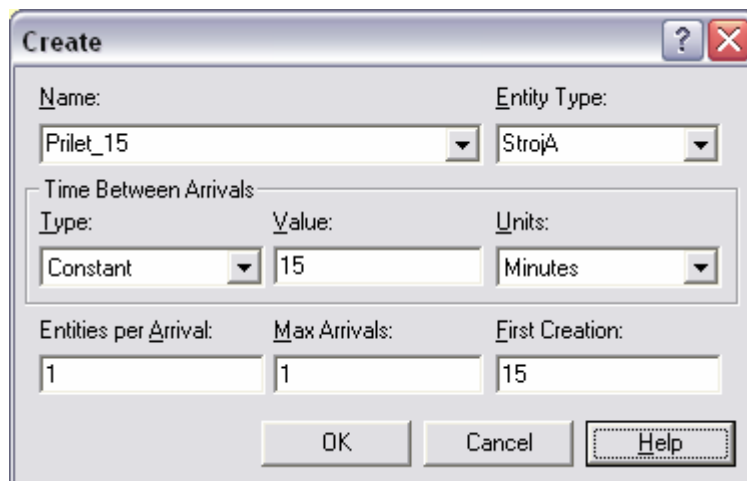 Create
?
Name: Entity Type:
Prilet_15 StrojA
Time Between Arrivals
Type: Value: Units:
Constant 15 Minutes
Entities per Arrival: Max Arrivals: First Creation:
1 1 15
OK Cancel Help